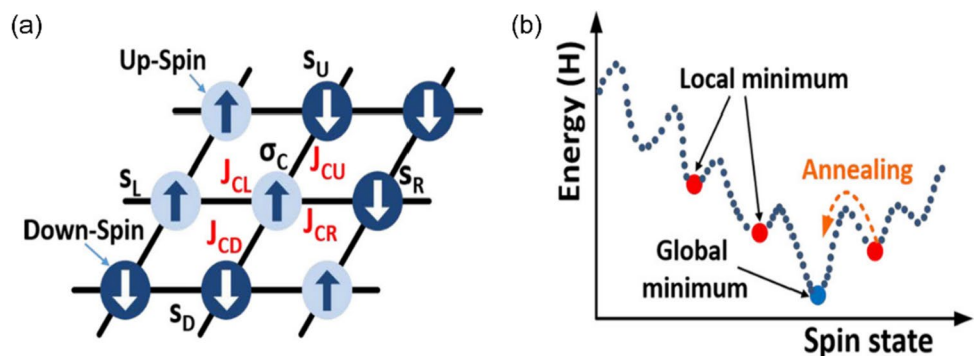 (a)
Up-Spin
S_U
σ_C
J_CU
J_CL
S_L
S_R
J_CD
J_CR
Down-Spin
S_D
(b)
Energy (H)
Local minimum
Annealing
Global
minimum
Spin state